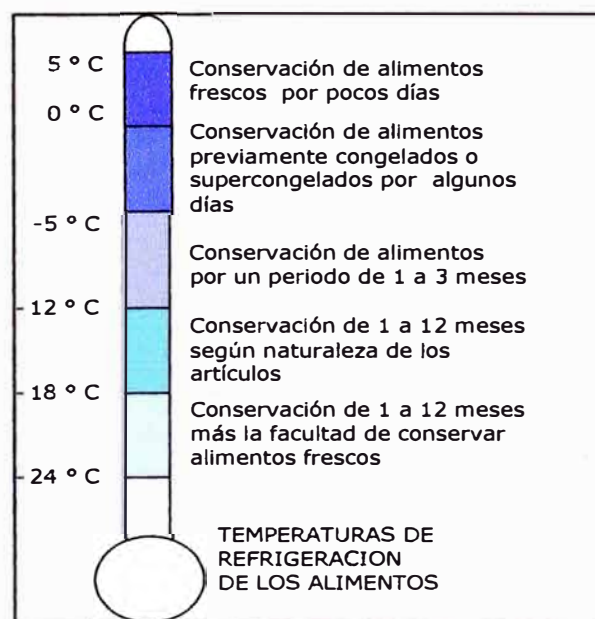 5 ° C
Conservación de alimentos
frescos por pocos días
0 ° C
Conservación de alimentos
previamente congelados o
supercongelados por algunos
días
-5 ° C
Conservación de alimentos
por un periodo de 1 a 3 meses
- 12 ° C
Conservación de 1 a 12 meses
según naturaleza de los
artículos
- 18 ° C
Conservación de 1 a 12 meses
más la facultad de conservar
alimentos frescos
- 24 ° C
TEMPERATURAS DE
REFRIGERACION
DE LOS ALIMENTOS